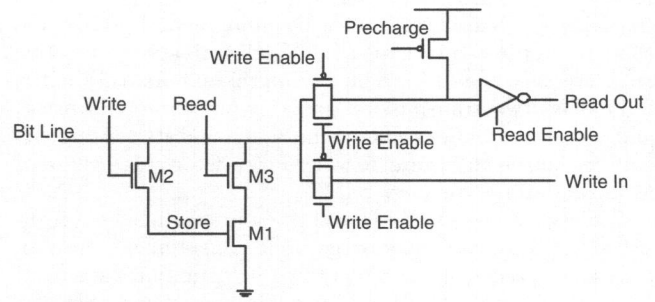 Precharge
Write Enable
Write
Read
Read Out
Bit Line
Write Enable
Read Enable
M2
M3
Write In
Store
M1
Write Enable